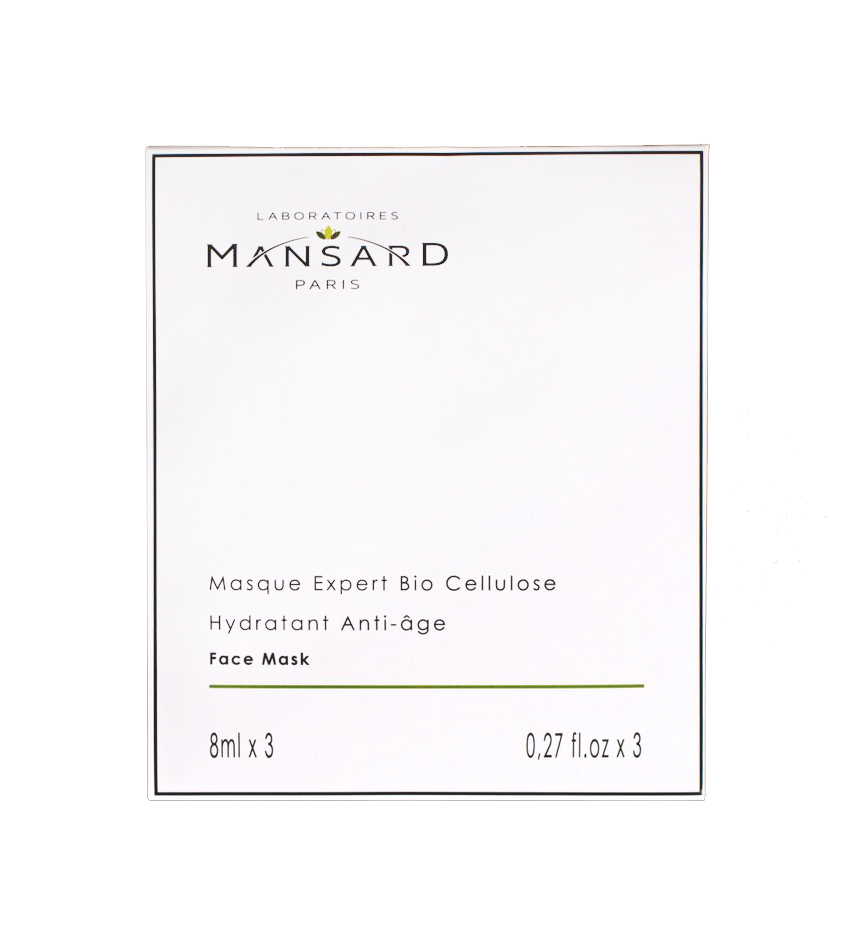 LABORATOIRES
MANSARD
PARIS
Masque Expert Bio Cellulose
Hydratant Anti-âge
Face Mask
8ml x 3 0,27 fl.oz x 3